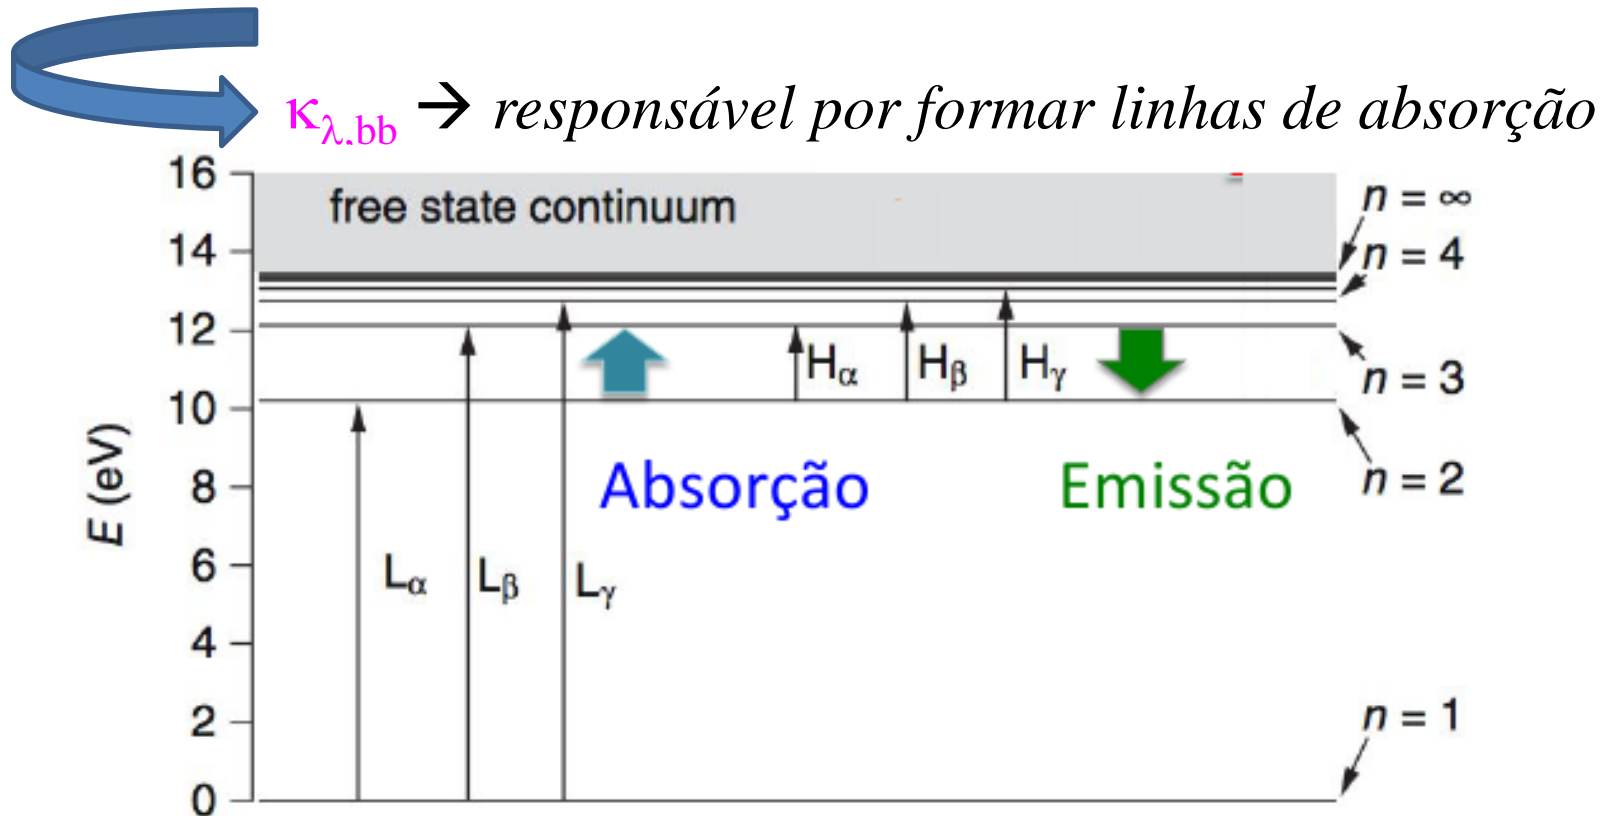 κλ,bb → responsável por formar linhas de absorção
16
free state continuum
n = ∞
14
n = 4
12
Hα
Hβ
Hγ
n = 3
10
E (eV)
8
Absorção
Emissão
n = 2
6
Lα
Lβ
Lγ
4
2
n = 1
0